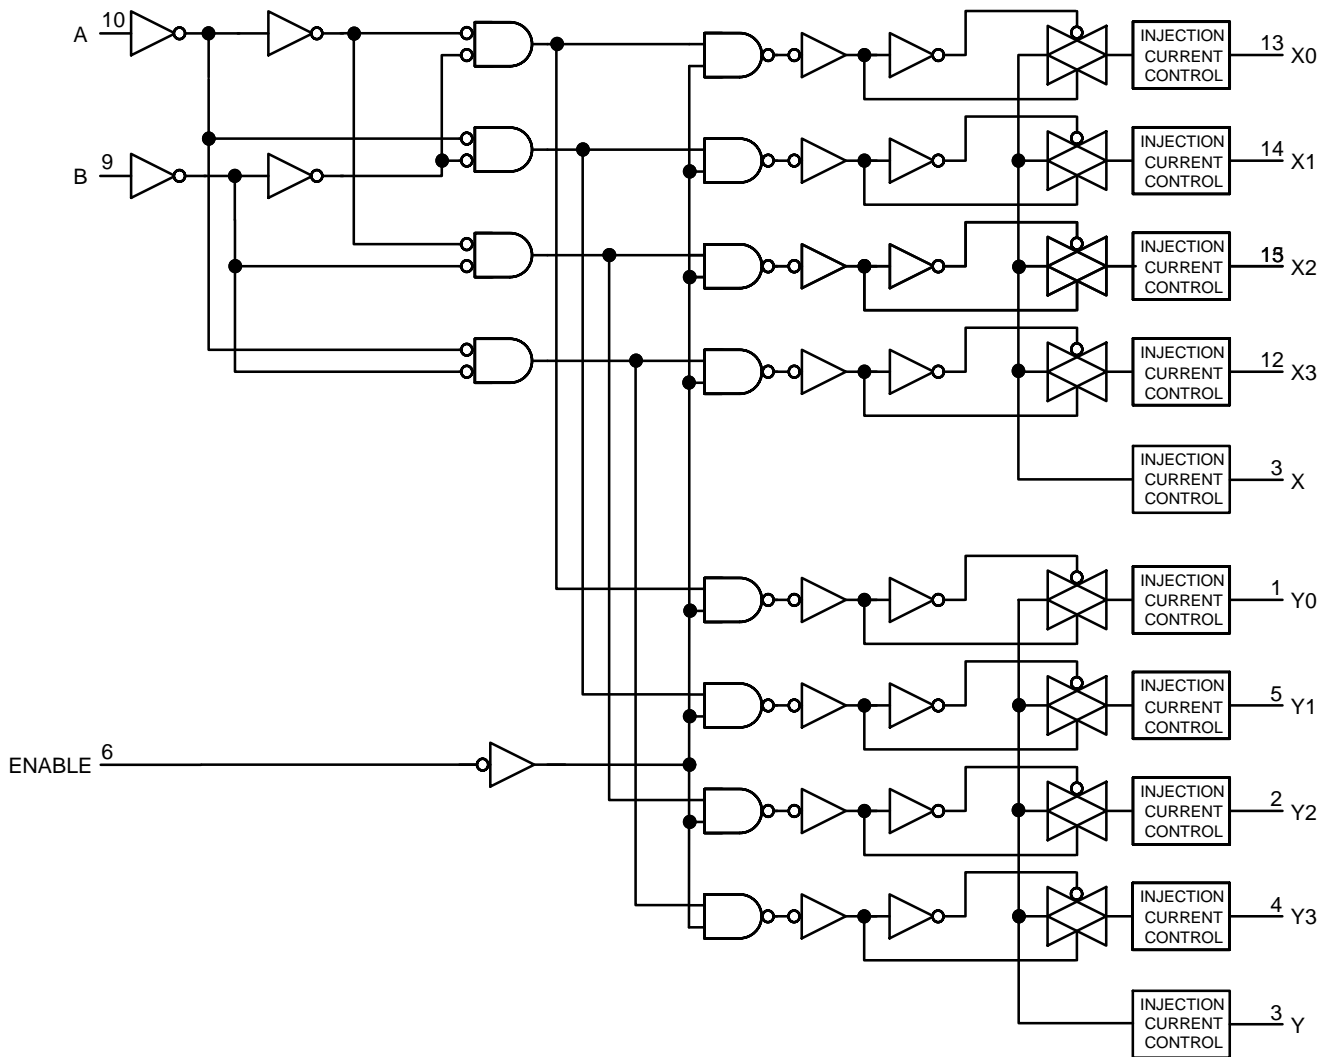 A 10
INJECTION
CURRENT
CONTROL
13 X0
B 9
INJECTION
CURRENT
CONTROL
14 X1
INJECTION
CURRENT
CONTROL
X2
INJECTION
CURRENT
CONTROL
12 X3
INJECTION
CURRENT
CONTROL
3 X
INJECTION
CURRENT
CONTROL
1 Y0
INJECTION
CURRENT
CONTROL
5 Y1
ENABLE 6
INJECTION
CURRENT
CONTROL
2 Y2
INJECTION
CURRENT
CONTROL
4 Y3
INJECTION
CURRENT
CONTROL
3 Y